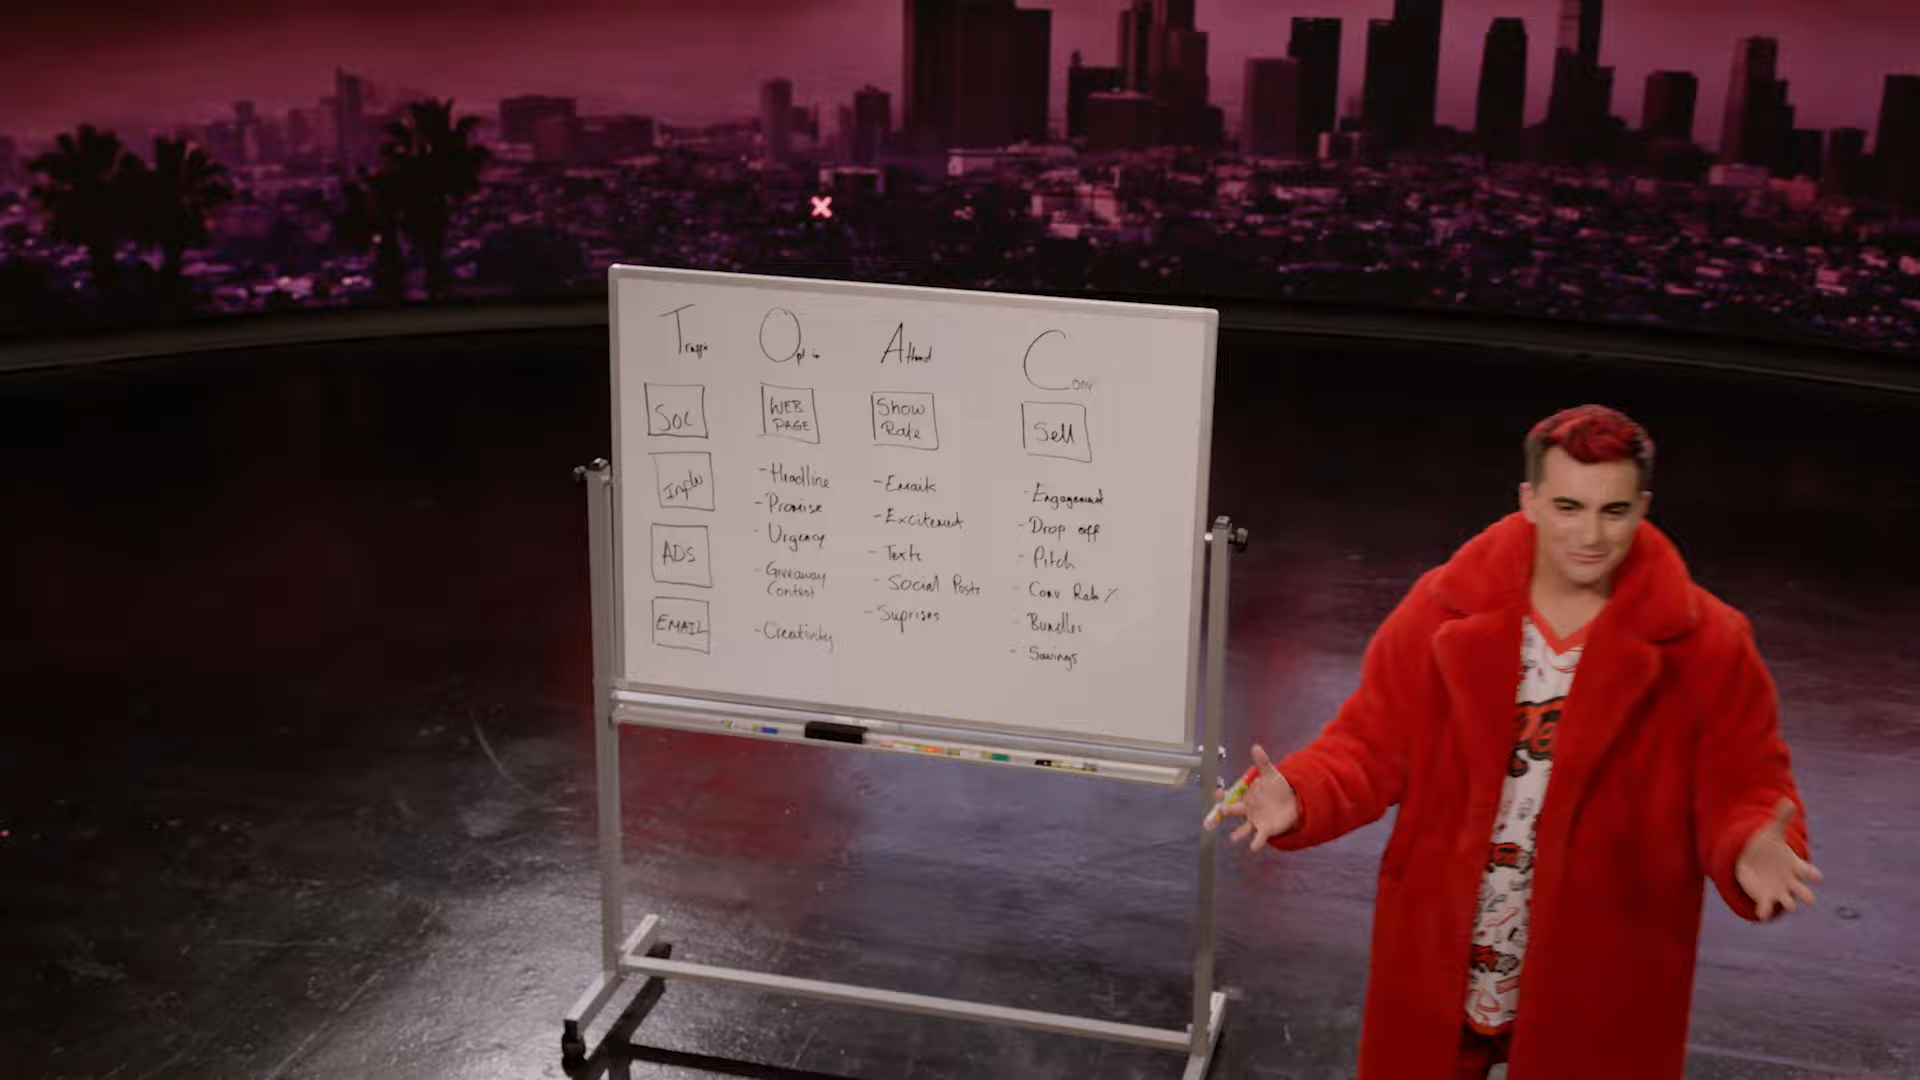 Traffic
Opt in
Attend
Conv
SOC
Influ
ADS
EMAIL
WEB
PAGE
- Headline
- Promise
- Urgency
- Giveaway
Contest
- Creativity
Show
Rate
- Emails
- Excitement
- Texts
- Social Posts
- Suprises
Sell
- Engagement
- Drop off
- Pitch
- Conv Rate %
- Bundles
- Savings